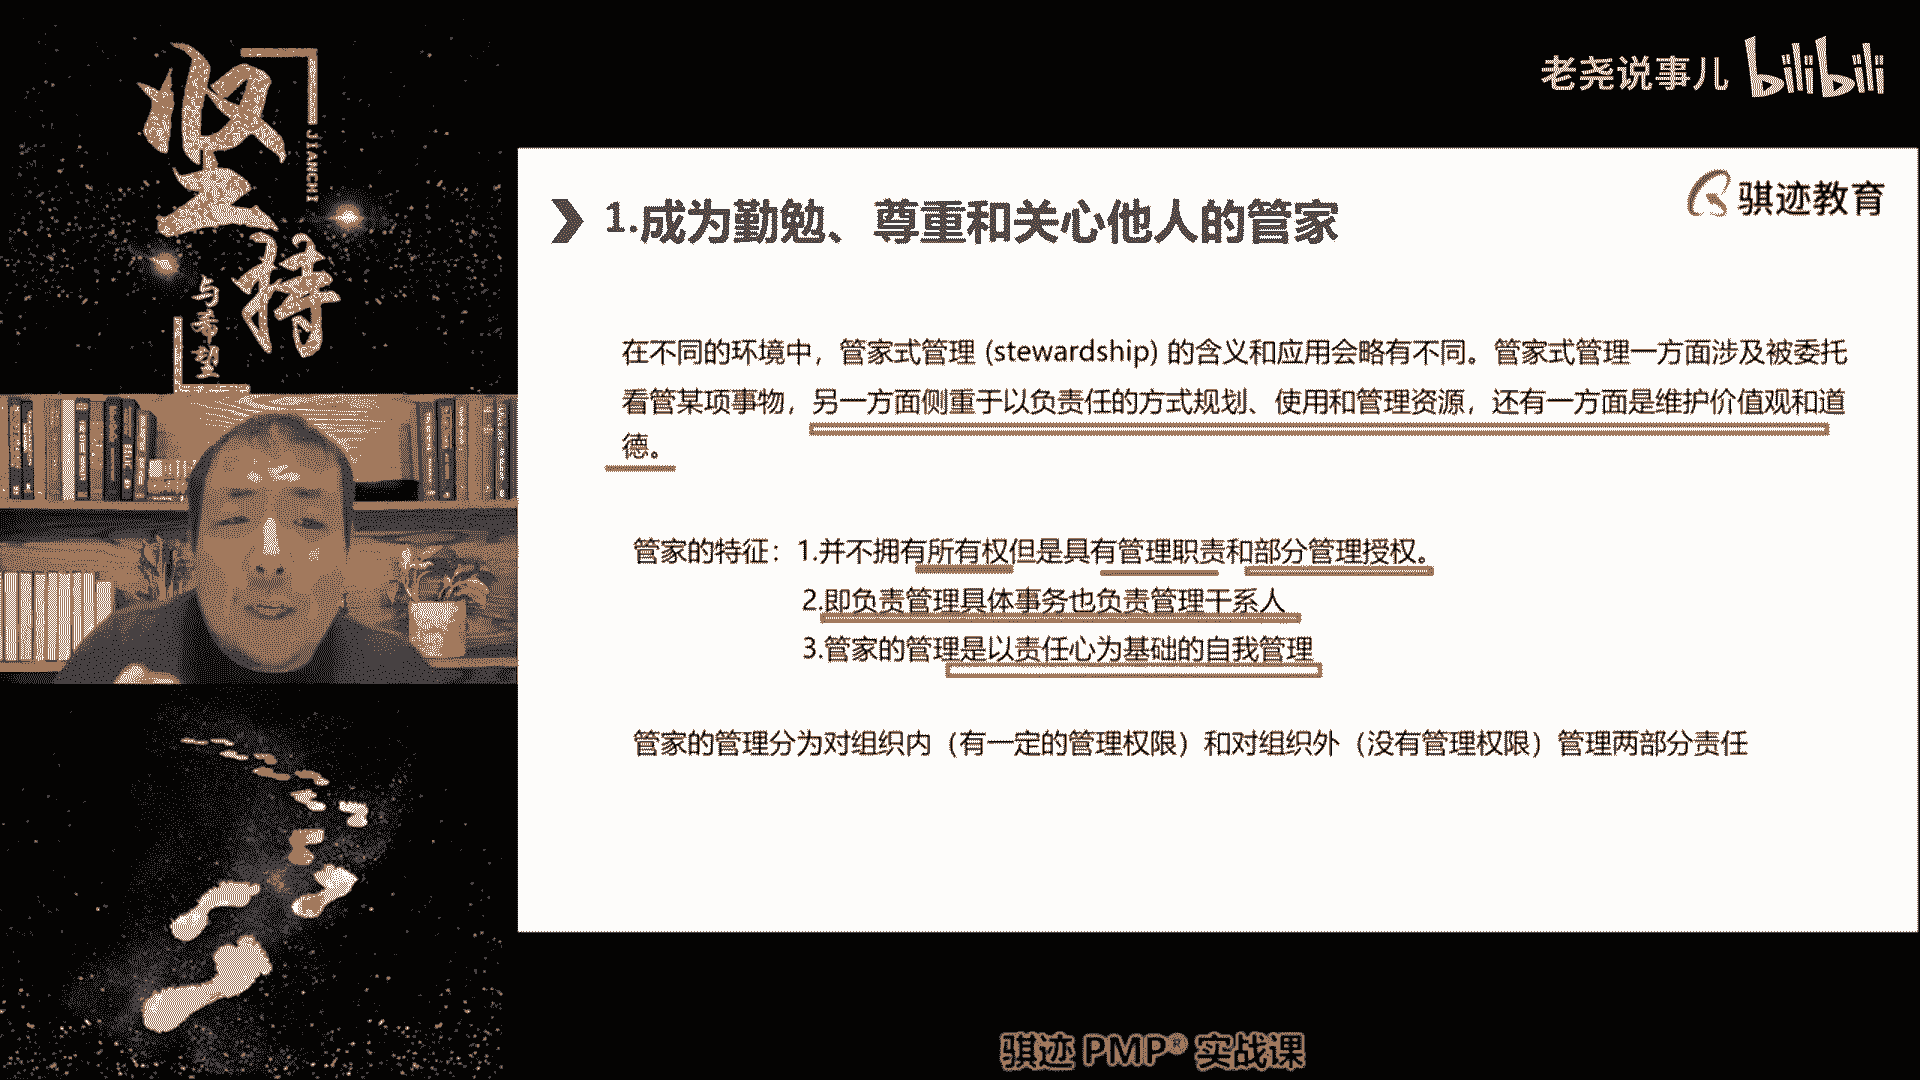 坚持
JIANCHI
与希望
老尧说事儿 bilibili
骐迹教育
1.成为勤勉、尊重和关心他人的管家
在不同的环境中，管家式管理 (stewardship) 的含义和应用会略有不同。管家式管理一方面涉及被委托
看管某项事物，另一方面侧重于以负责任的方式规划、使用和管理资源，还有一方面是维护价值观和道
德。
管家的特征：1.并不拥有所有权但是具有管理职责和部分管理授权。
2.即负责管理具体事务也负责管理干系人
3.管家的管理是以责任心为基础的自我管理
管家的管理分为对组织内（有一定的管理权限）和对组织外（没有管理权限）管理两部分责任
骐迹 PMP® 实战课